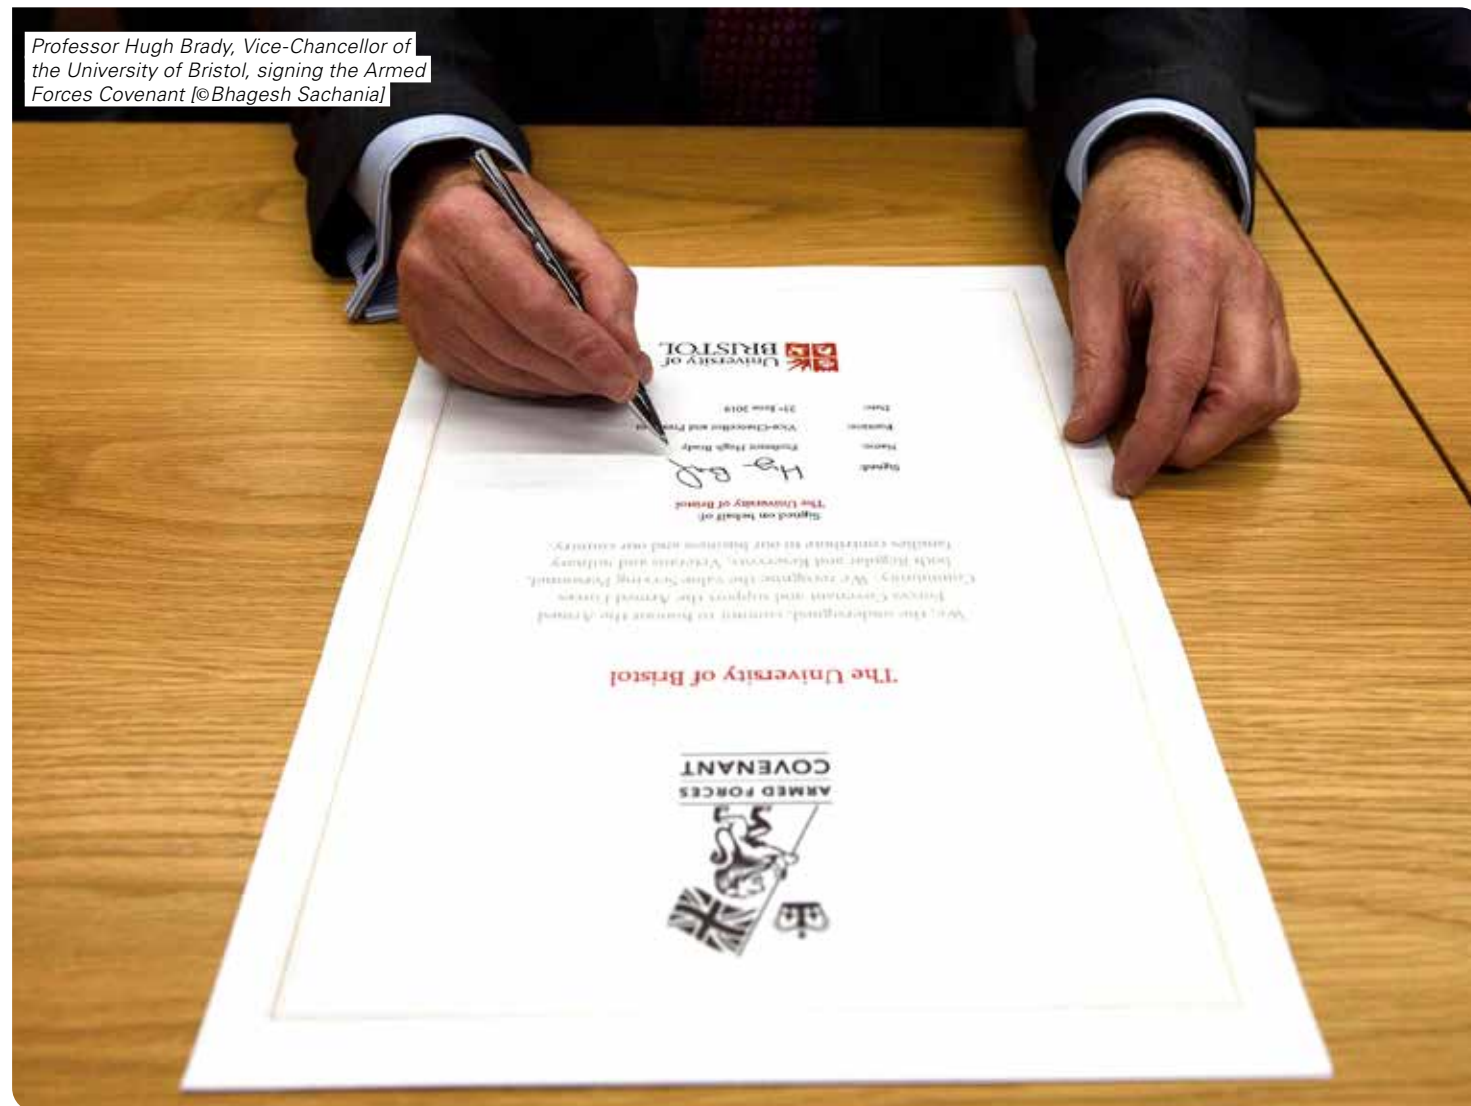 Professor Hugh Brady, Vice-Chancellor of
the University of Bristol, signing the Armed
Forces Covenant [©Bhagesh Sachania]
ARMED FORCES
COVENANT
The University of Bristol
We, the undersigned, commit to honour the Armed
Forces Covenant and support the Armed Forces
Community. We recognise the value Serving Personnel,
both Regular and Reservists, Veterans and military
families contribute to our business and our country.
Signed on behalf of:
The University of Bristol
Signed:
Name: Professor Hugh Brady
Position: Vice-Chancellor and
Date: June 2016
University of
BRISTOL